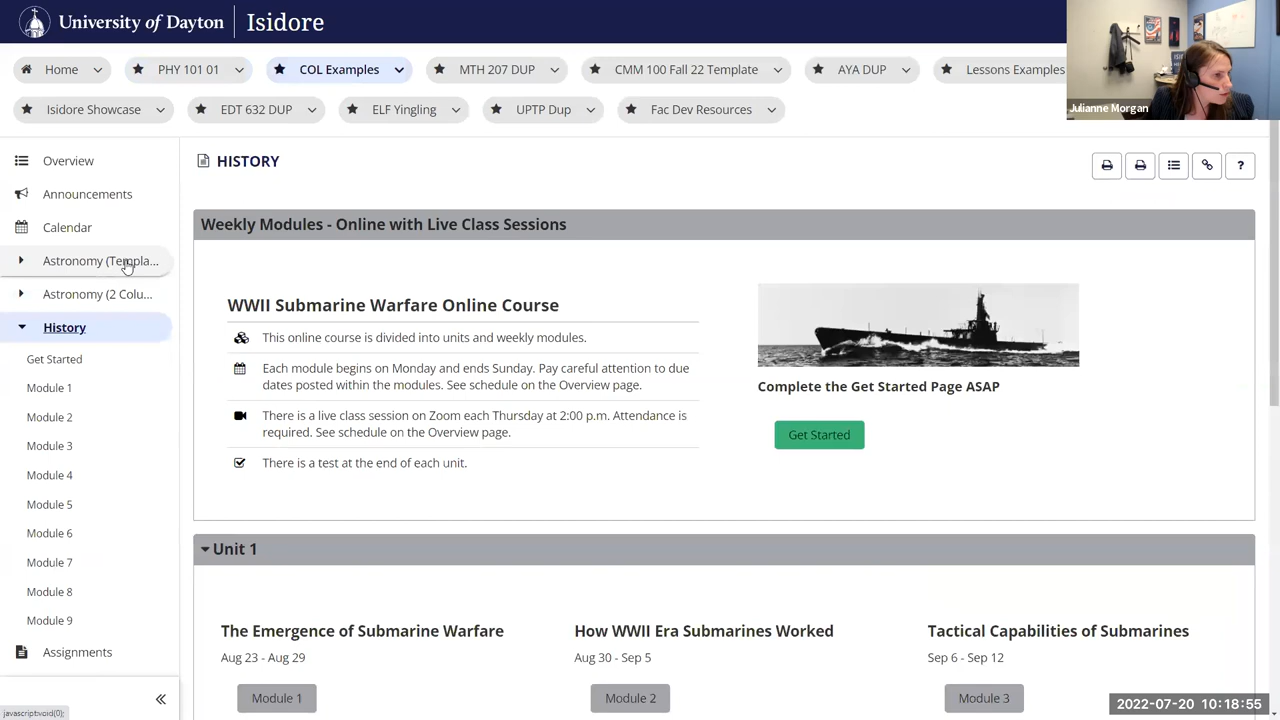 University of Dayton Isidore
Home
PHY 101 01
COL Examples
CMM 100 Fall 22 Template
AYA DUP
Lessons Examples
Isidore Showcase
EDT 632 DUP
ELF Yingling
UPTP Dup
Fac Dev Resources
Julianne Morgan
Overview
Announcements
Calendar
Astronomy (Templa...
Astronomy (2 Colu...
History
Get Started
Module 1
Module 2
Module 3
Module 4
Module 5
Module 6
Module 7
Module 8
Module 9
Assignments
javascript:void(0);
HISTORY
?
Weekly Modules - Online with Live Class Sessions
WWII Submarine Warfare Online Course
This online course is divided into units and weekly modules.
Each module begins on Monday and ends Sunday. Pay careful attention to due
dates posted within the modules. See schedule on the Overview page.
There is a live class session on Zoom each Thursday at 2:00 p.m. Attendance is
required. See schedule on the Overview page.
There is a test at the end of each unit.
Complete the Get Started Page ASAP
Get Started
Unit 1
The Emergence of Submarine Warfare
Aug 23 - Aug 29
Module 1
How WWII Era Submarines Worked
Aug 30 - Sep 5
Module 2
Tactical Capabilities of Submarines
Sep 6 - Sep 12
Module 3
2022-07-20 10:18:55